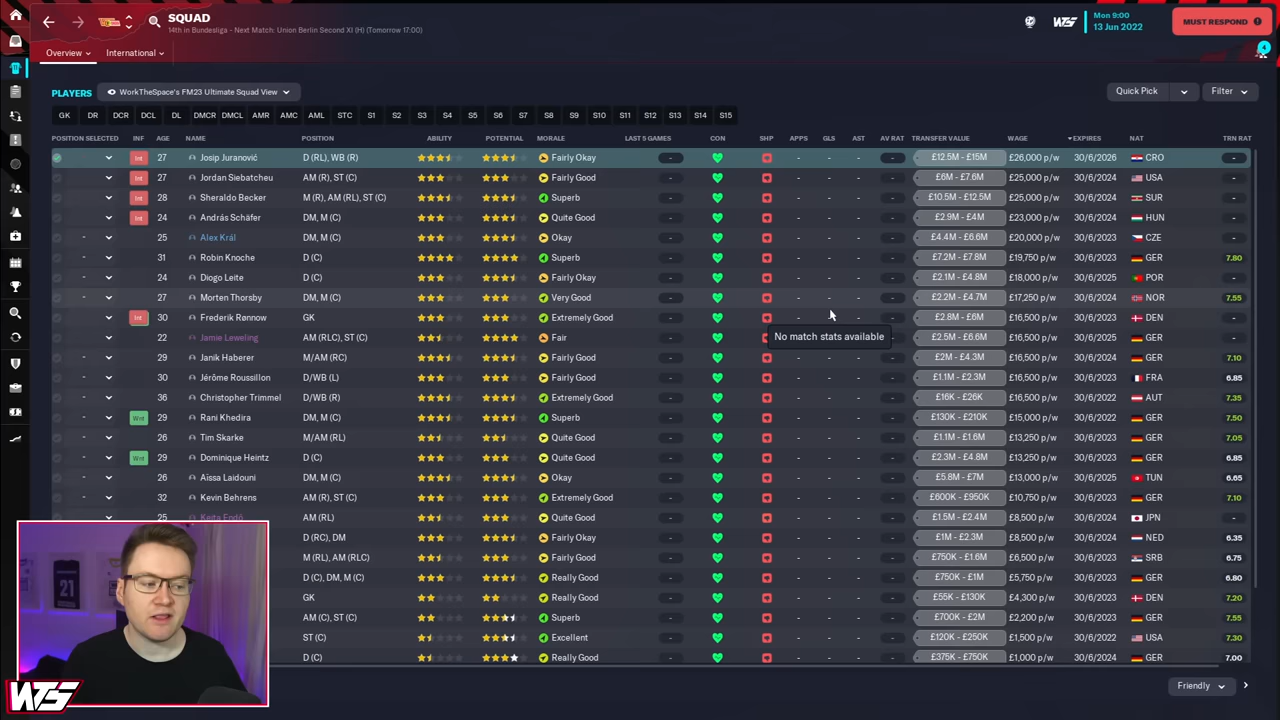 SQUAD
14th in Bundesliga - Next Match: Union Berlin Second XI (H) (Tomorrow 17:00)
WTS
Mon 9:00
13 Jun 2022
MUST RESPOND
Overview International
4
PLAYERS WorkTheSpace's FM23 Ultimate Squad View Quick Pick Filter
GK DR DCR DCL DL DMCR DMCL AMR AMC AML STC S1 S2 S3 S4 S5 S6 S7 S8 S9 S10 S11 S12 S13 S14 S15
POSITION SELECTED INF AGE NAME POSITION ABILITY POTENTIAL MORALE LAST 5 GAMES CON SHP APPS GLS AST AV RAT TRANSFER VALUE WAGE EXPIRES NAT TRN RAT
Int 27 Josip Juranović D (RL), WB (R) Fairly Okay - - - - - £12.5M - £15M £26,000 p/w 30/6/2026 CRO -
27 Jordan Siebatcheu AM (R), ST (C) Fairly Good - - - - - £6M - £7.6M £25,000 p/w 30/6/2024 USA -
Int 28 Sheraldo Becker M (R), AM (RL), ST (C) Superb - - - - - £10.5M - £12.5M £25,000 p/w 30/6/2024 SUR -
Int 24 András Schäfer DM, M (C) Quite Good - - - - - £2.9M - £4M £23,000 p/w 30/6/2024 HUN -
- 25 Alex Král DM, M (C) Okay - - - - - £4.4M - £6.6M £20,000 p/w 30/6/2023 CZE -
- 31 Robin Knoche D (C) Superb - - - - - £7.2M - £7.8M £19,750 p/w 30/6/2023 GER 7.80
- 24 Diogo Leite D (C) Fairly Okay - - - - - £2.1M - £4.8M £18,000 p/w 30/6/2025 POR -
- 27 Morten Thorsby DM, M (C) Very Good - - - - - £2.2M - £4.7M £17,250 p/w 30/6/2024 NOR 7.55
- Int 30 Frederik Rønnow GK Extremely Good - - - - - £2.8M - £6M £16,500 p/w 30/6/2023 DEN -
- 22 Jamie Leweling AM (RLC), ST (C) Fair £2.5M - £6.6M £16,500 p/w 30/6/2025 GER -
No match stats available
- 29 Janik Haberer M/AM (RC) Fairly Good - - - - - £2M - £4.3M £16,500 p/w 30/6/2023 GER 7.10
- 30 Jérôme Roussillon D/WB (L) Fairly Good - - - - - £1.1M - £2.3M £16,500 p/w 30/6/2023 FRA 6.85
- 36 Christopher Trimmel D/WB (R) Extremely Good - - - - - £16K - £26K £16,500 p/w 30/6/2022 AUT 7.35
- Wnt 29 Rani Khedira DM, M (C) Superb - - - - - £130K - £210K £15,000 p/w 30/6/2022 GER 7.50
- 26 Tim Skarke M/AM (RL) Quite Good - - - - - £1.1M - £1.6M £13,250 p/w 30/6/2023 GER 7.05
- Wnt 29 Dominique Heintz D (C) Quite Good - - - - - £2.3M - £4.8M £13,250 p/w 30/6/2023 GER 6.85
- 26 Aïssa Laïdouni DM, M (C) Okay - - - - - £5.8M - £7M £13,000 p/w 30/6/2025 TUN 6.65
- 32 Kevin Behrens AM (R), ST (C) Extremely Good - - - - - £600K - £950K £10,750 p/w 30/6/2023 GER 7.10
- 25 Keita Endó AM (RL) Quite Good - - - - - £1.5M - £2.4M £8,500 p/w 30/6/2024 JPN -
D (RC), DM Fairly Okay - - - - - £1M - £2.3M £8,500 p/w 30/6/2024 NED 6.35
M (RL), AM (RLC) Fairly Good - - - - - £750K - £1.6M £6,500 p/w 30/6/2023 SRB 6.75
D (C), DM, M (C) Really Good - - - - - £750K - £1M £5,750 p/w 30/6/2023 GER 6.80
GK Really Good - - - - - £55K - £130K £4,300 p/w 30/6/2023 DEN 7.20
AM (C), ST (C) Superb - - - - - £700K - £2M £2,200 p/w 30/6/2023 GER 7.55
ST (C) Excellent - - - - - £120K - £250K £1,500 p/w 30/6/2022 USA 7.30
D (C) Really Good - - - - - £375K - £750K £1,000 p/w 30/6/2024 GER 7.00
21
WTS
Friendly